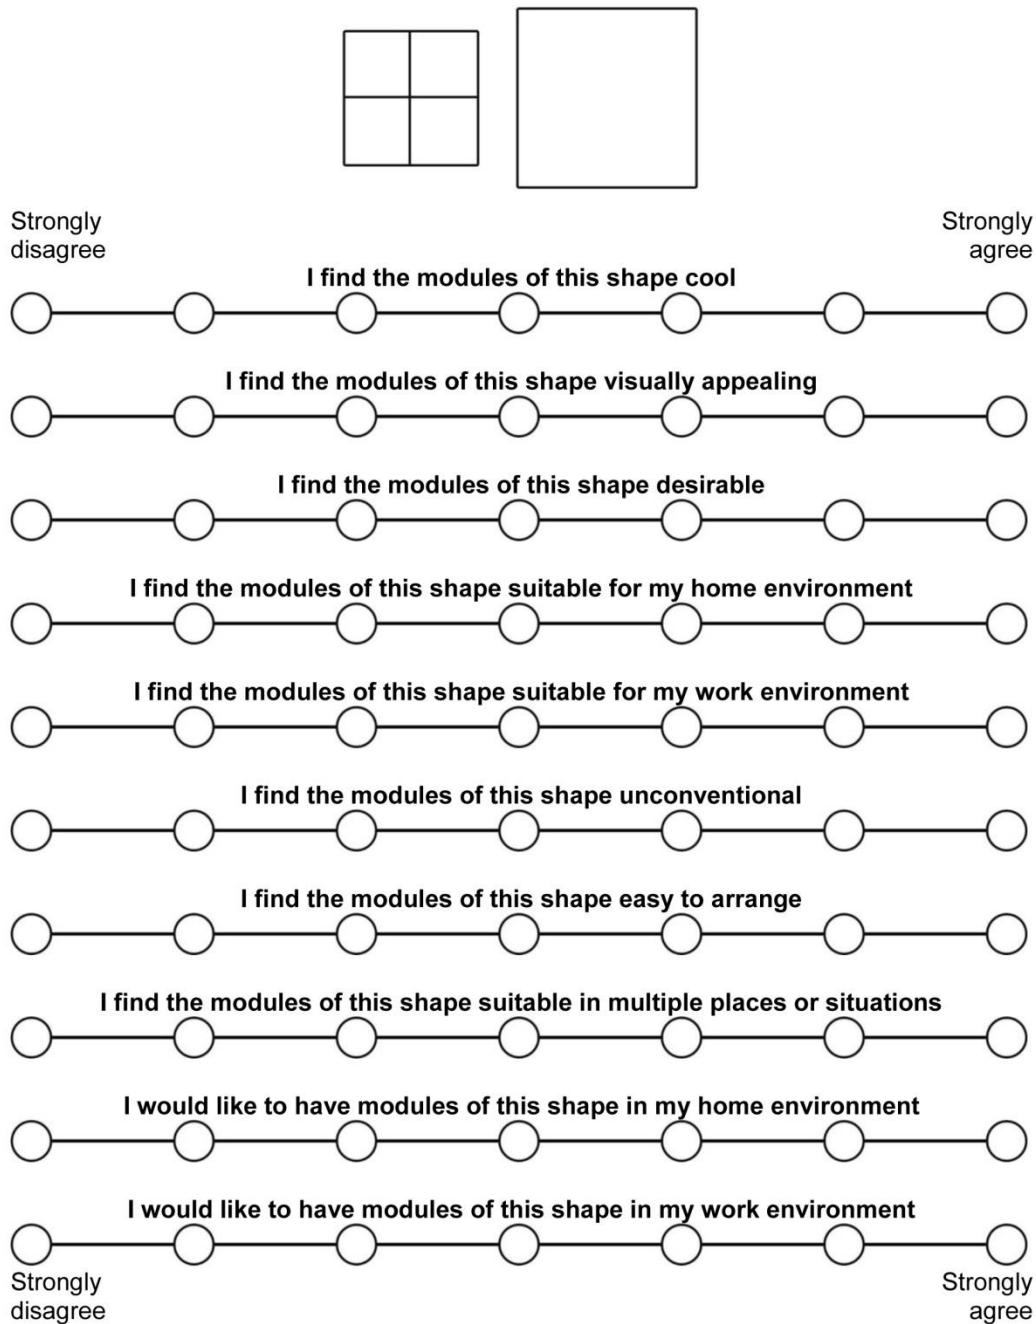 Strongly
disagree
Strongly
agree
I find the modules of this shape cool
I find the modules of this shape visually appealing
I find the modules of this shape desirable
I find the modules of this shape suitable for my home environment
I find the modules of this shape suitable for my work environment
I find the modules of this shape unconventional
I find the modules of this shape easy to arrange
I find the modules of this shape suitable in multiple places or situations
I would like to have modules of this shape in my home environment
I would like to have modules of this shape in my work environment
Strongly
disagree
Strongly
agree